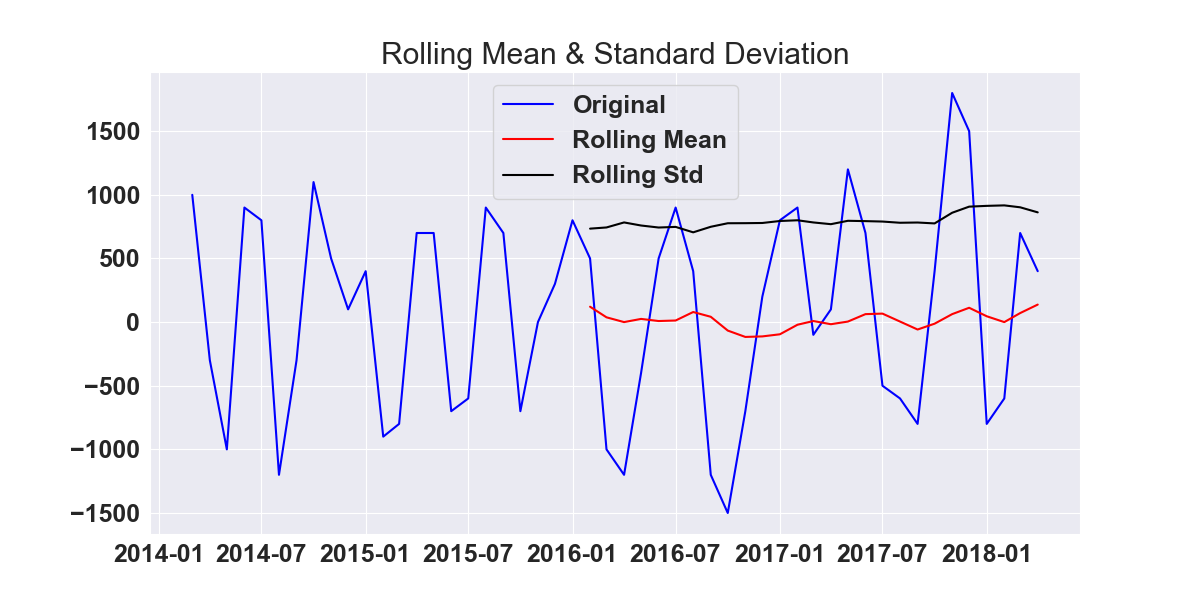 Rolling Mean & Standard Deviation
Original
Rolling Mean
Rolling Std
1500
1000
500
0
−500
−1000
−1500
2014-01 2014-07 2015-01 2015-07 2016-01 2016-07 2017-01 2017-07 2018-01